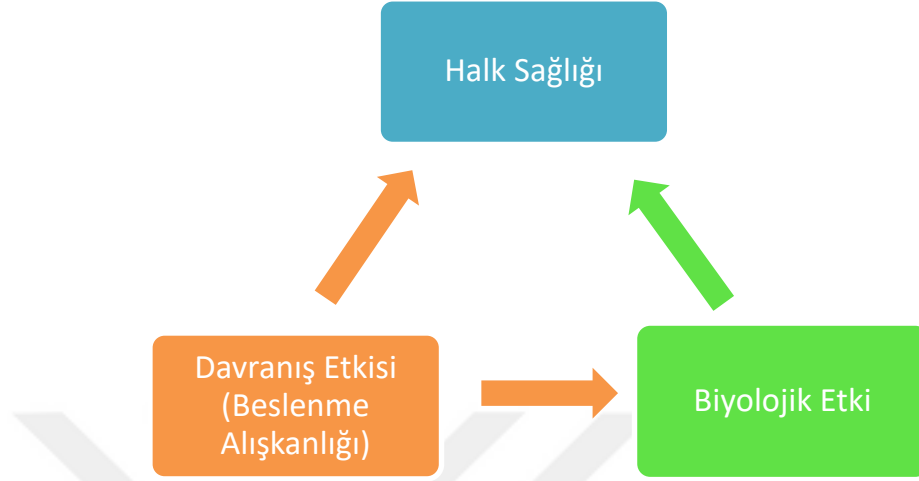 Halk Sağlığı
Davranış Etkisi
(Beslenme
Alışkanlığı)
Biyolojik Etki